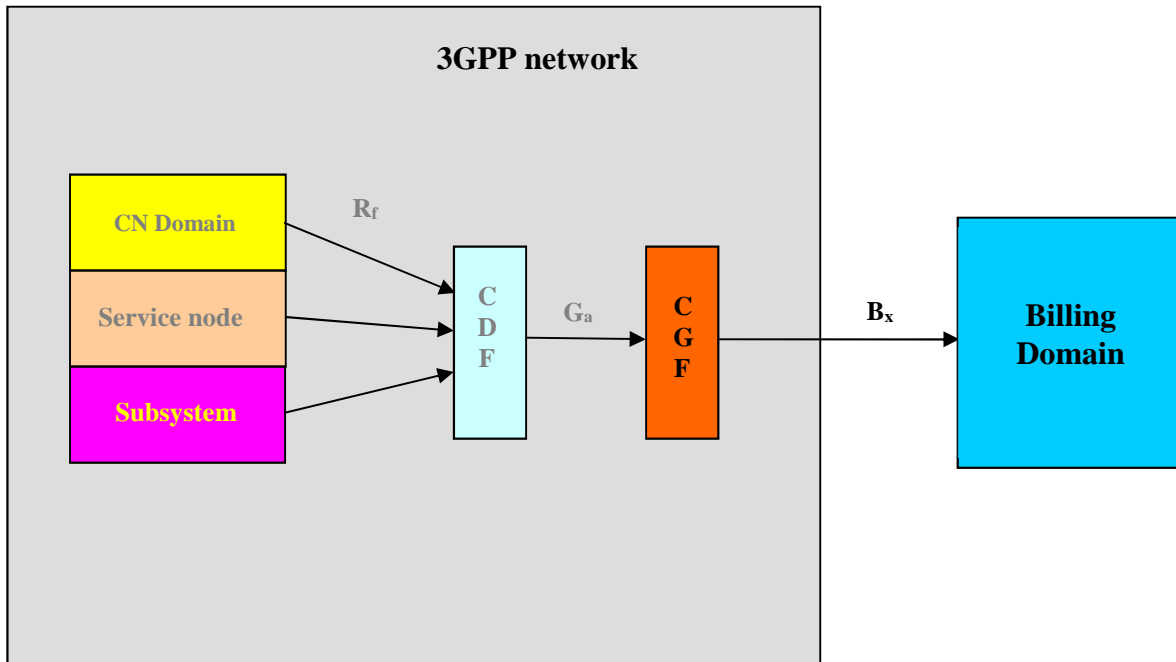 3GPP network
CN Domain
Service node
Subsystem
Rf
C
D
F
Ga
C
G
F
Bx
Billing
Domain